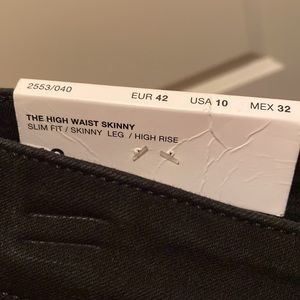 2553/040
EUR 42 USA 10 MEX 32
THE HIGH WAIST SKINNY
SLIM FIT / SKINNY LEG / HIGH RISE